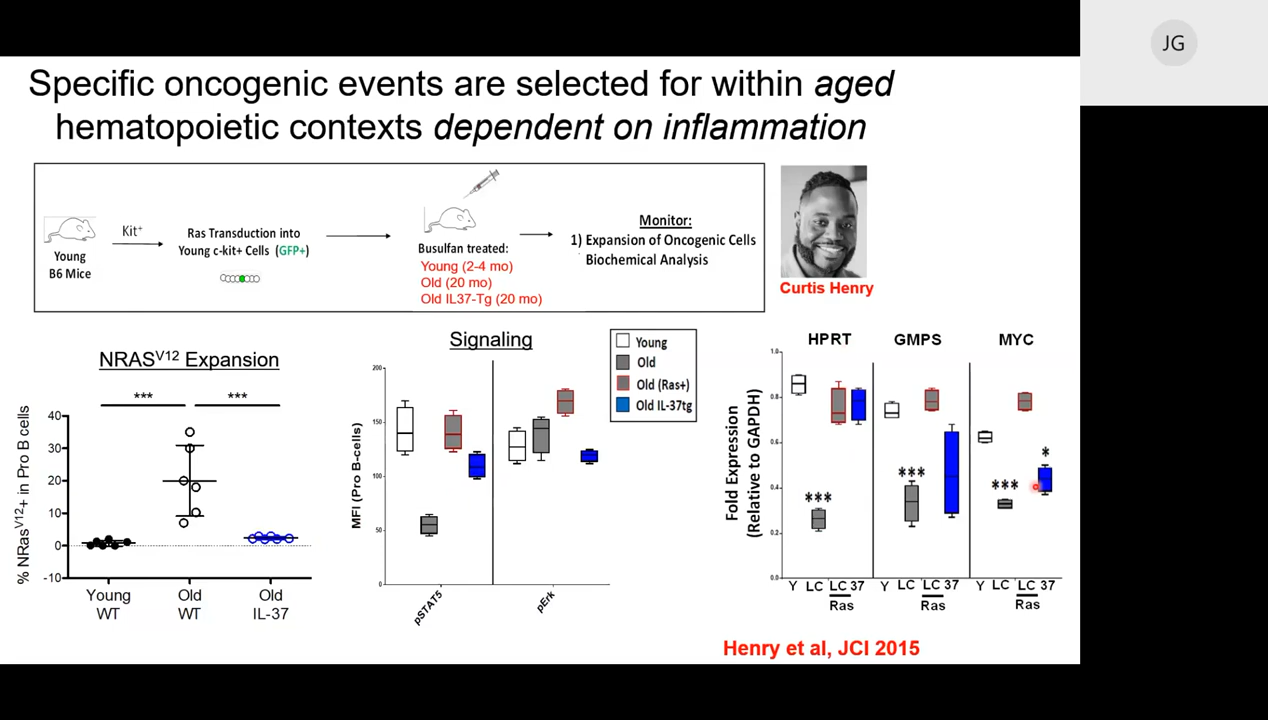 JG
Specific oncogenic events are selected for within aged
hematopoietic contexts dependent on inflammation
Young
B6 Mice
Kit⁺
Ras Transduction into
Young c-kit+ Cells (GFP+)
Busulfan treated:
Young (2-4 mo)
Old (20 mo)
Old IL37-Tg (20 mo)
Monitor:
1) Expansion of Oncogenic Cells
Biochemical Analysis
Curtis Henry
NRASV12 Expansion
*** ***
% NRasV12+ in Pro B cells
40
30
20
10
0
-10
Young
WT
Old
WT
Old
IL-37
Signaling
MFI (Pro B-cells)
200
150
100
50
0
pSTAT5
pErk
Young
Old
Old (Ras+)
Old IL-37tg
HPRT GMPS MYC
Fold Expression
(Relative to GAPDH)
1.0
0.8
0.6
0.4
0.2
0.0
***
***
***
*
Y LC LC 37 Y LC LC 37 Y LC LC 37
Ras Ras Ras
Henry et al, JCI 2015